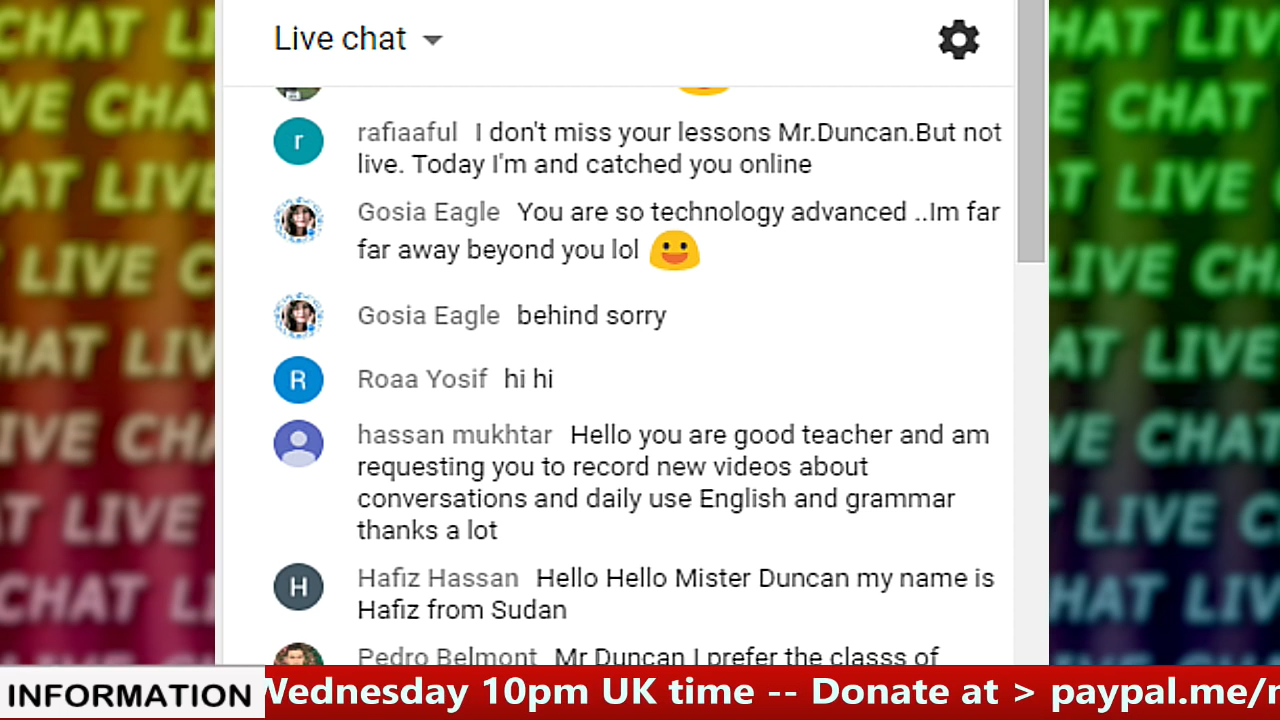 Live chat
r rafiaaful I don't miss your lessons Mr.Duncan.But not
live. Today I'm and catched you online
Gosia Eagle You are so technology advanced ..Im far
far away beyond you lol
Gosia Eagle behind sorry
R Roaa Yosif hi hi
hassan mukhtar Hello you are good teacher and am
requesting you to record new videos about
conversations and daily use English and grammar
thanks a lot
H Hafiz Hassan Hello Hello Mister Duncan my name is
Hafiz from Sudan
Pedro Belmont Mr Duncan I prefer the classs of
INFORMATION Wednesday 10pm UK time -- Donate at > paypal.me/